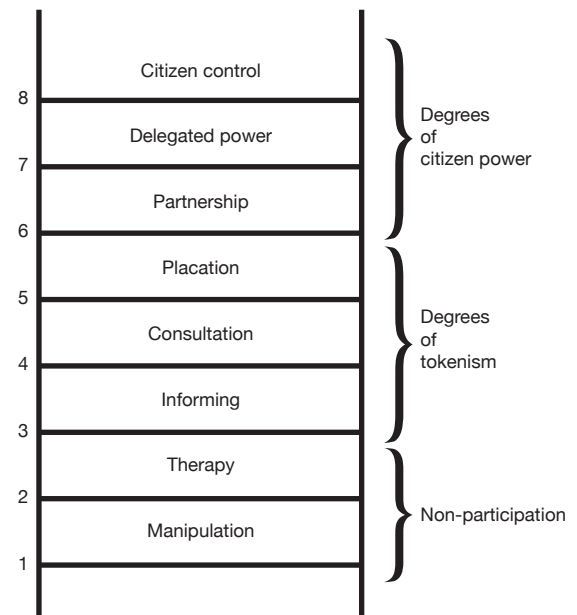 Citizen control
8
Delegated power
7
Partnership
6
Degrees
of
citizen power
Placation
5
Consultation
4
Informing
3
Degrees
of
tokenism
Therapy
2
Manipulation
1
Non-participation